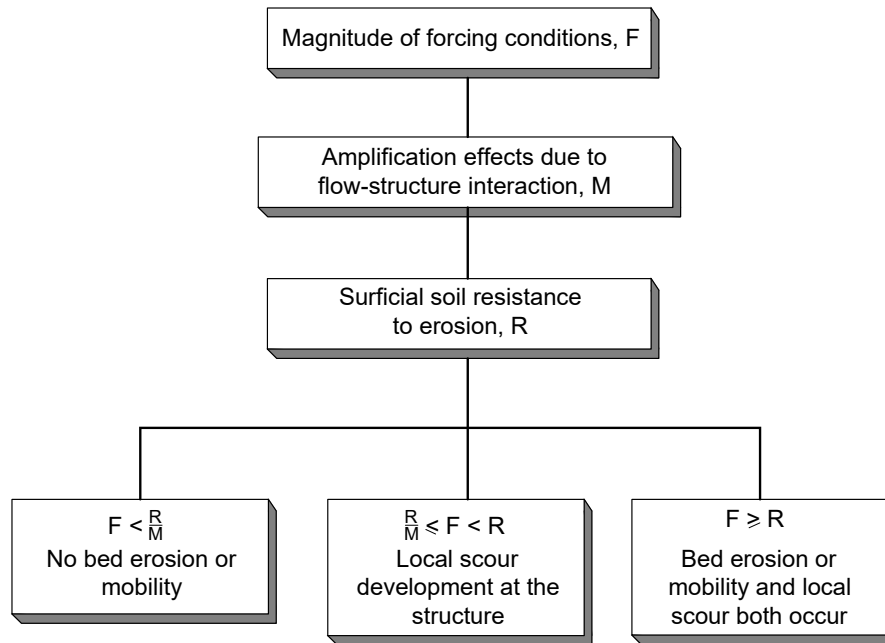 Magnitude of forcing conditions, F
Amplification effects due to
flow-structure interaction, M
Surficial soil resistance
to erosion, R
F < R/M
No bed erosion or
mobility
R/M ⩽ F < R
Local scour
development at the
structure
F ⩾ R
Bed erosion or
mobility and local
scour both occur